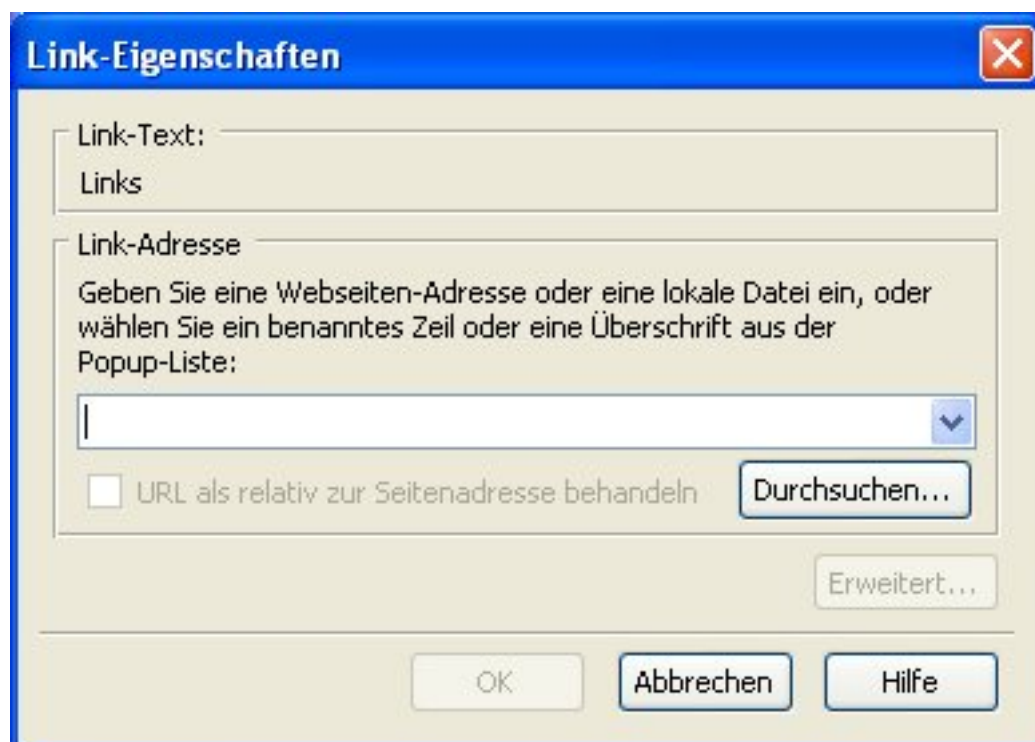 Link-Eigenschaften
Link-Text:
Links
Link-Adresse
Geben Sie eine Webseiten-Adresse oder eine lokale Datei ein, oder
wählen Sie ein benanntes Zeil oder eine Überschrift aus der
Popup-Liste:
URL als relativ zur Seitenadresse behandeln
Durchsuchen...
Erweitert...
OK
Abbrechen
Hilfe